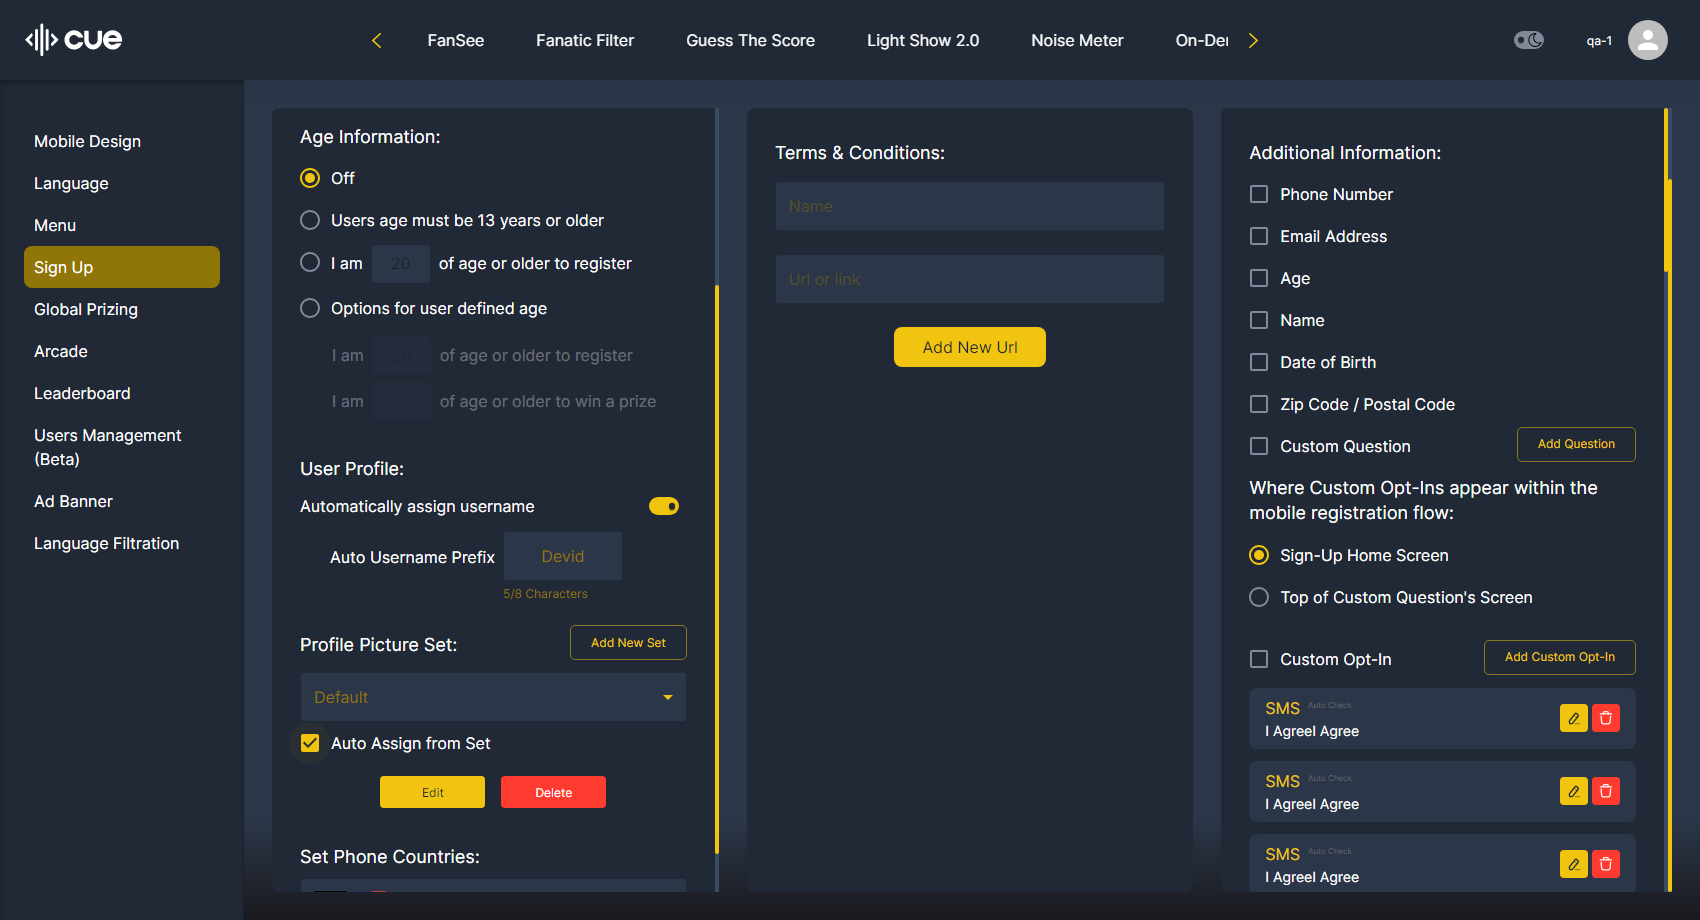 cue
FanSee
Fanatic Filter
Guess The Score
Light Show 2.0
Noise Meter
On-De
qa-1
Mobile Design
Language
Menu
Sign Up
Global Prizing
Arcade
Leaderboard
Users Management
(Beta)
Ad Banner
Language Filtration
Age Information:
Off
Users age must be 13 years or older
I am 20 of age or older to register
Options for user defined age
I am 20 of age or older to register
I am of age or older to win a prize
User Profile:
Automatically assign username
Auto Username Prefix Devid
5/8 Characters
Profile Picture Set: Add New Set
Default
Auto Assign from Set
Edit Delete
Set Phone Countries:
Terms & Conditions:
Name
Url or link
Add New Url
Additional Information:
Phone Number
Email Address
Age
Name
Date of Birth
Zip Code / Postal Code
Custom Question Add Question
Where Custom Opt-Ins appear within the
mobile registration flow:
Sign-Up Home Screen
Top of Custom Question's Screen
Custom Opt-In Add Custom Opt-In
SMS Auto Check
I AgreeI Agree
SMS Auto Check
I AgreeI Agree
SMS Auto Check
I AgreeI Agree